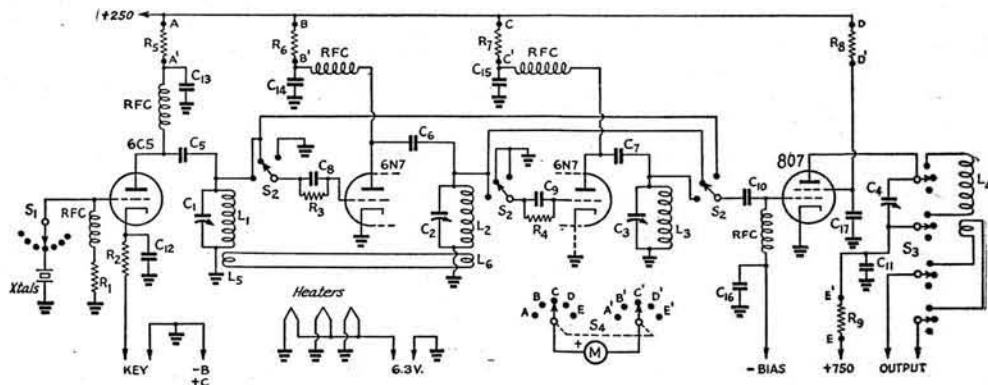 +250
A
B
C
D
R5
R6
R7
R8
A'
B'
C'
D'
RFC
RFC
C13
C14
C15
RFC
6C5
C5
C6
C7
6N7
6N7
807
S2
C8
R3
S2
C9
R4
S2
C10
C4
L4
S1
RFC
C1
L1
C2
L2
C3
L3
RFC
C17
S3
R2
C12
R1
L5
L6
C16
C11
Xtals
Heaters
A B C D E
A' B' C' D' E'
S4
+
M
E'
R9
E
KEY
-B
+C
6.3V.
-BIAS
+750
OUTPUT